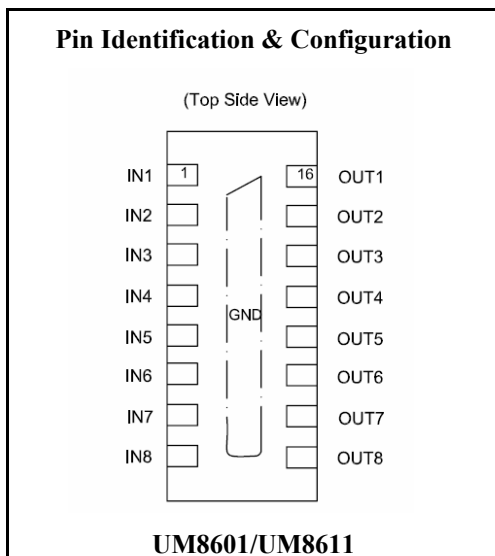 Pin Identification & Configuration
(Top Side View)
IN1 1 16 OUT1
IN2 OUT2
IN3 OUT3
IN4 OUT4
GND
IN5 OUT5
IN6 OUT6
IN7 OUT7
IN8 OUT8
UM8601/UM8611